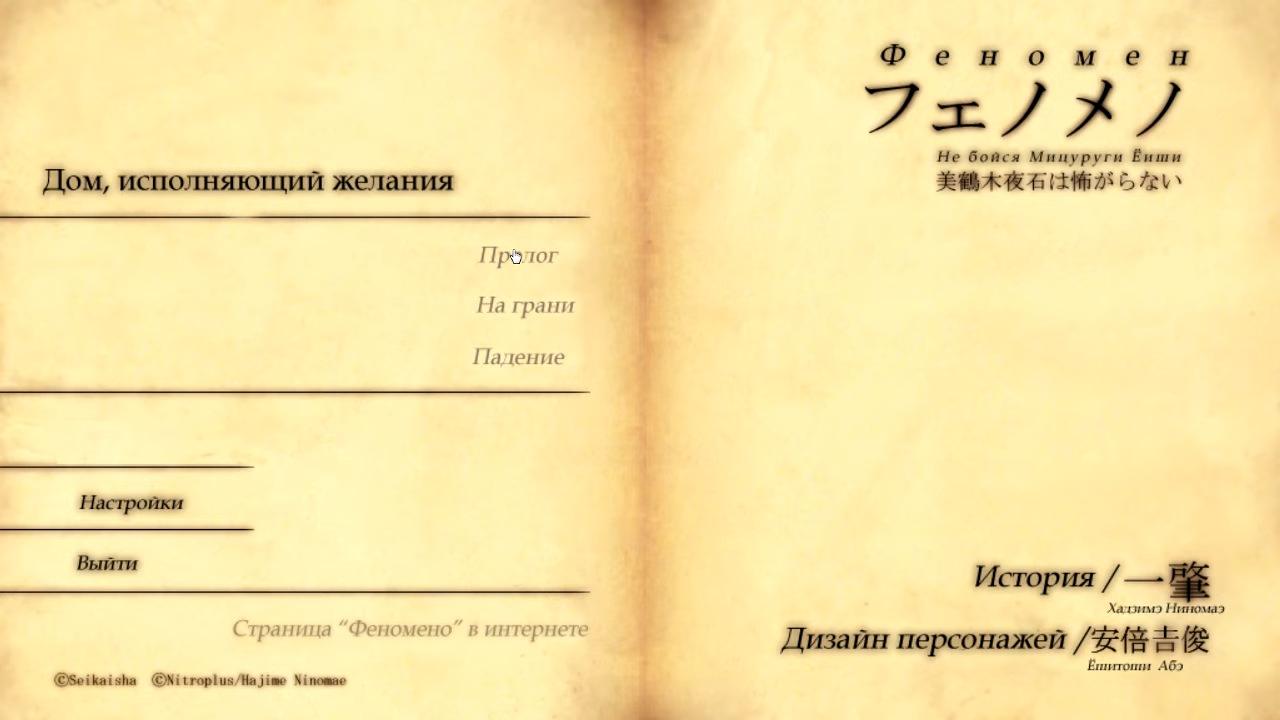 Дом, исполняющий желания
Пролог
На грани
Падение
Настройки
Выйти
Страница “Феномено” в интернете
©Seikaisha ©Nitroplus/Hajime Ninomae
Феномен
フェノメノ
Не бойся Мицуруги Ёиши
美鶴木夜石は怖がらない
История /一肇
Хадзимэ Ниномаэ
Дизайн персонажей /安倍吉俊
Ёшитоши Абэ